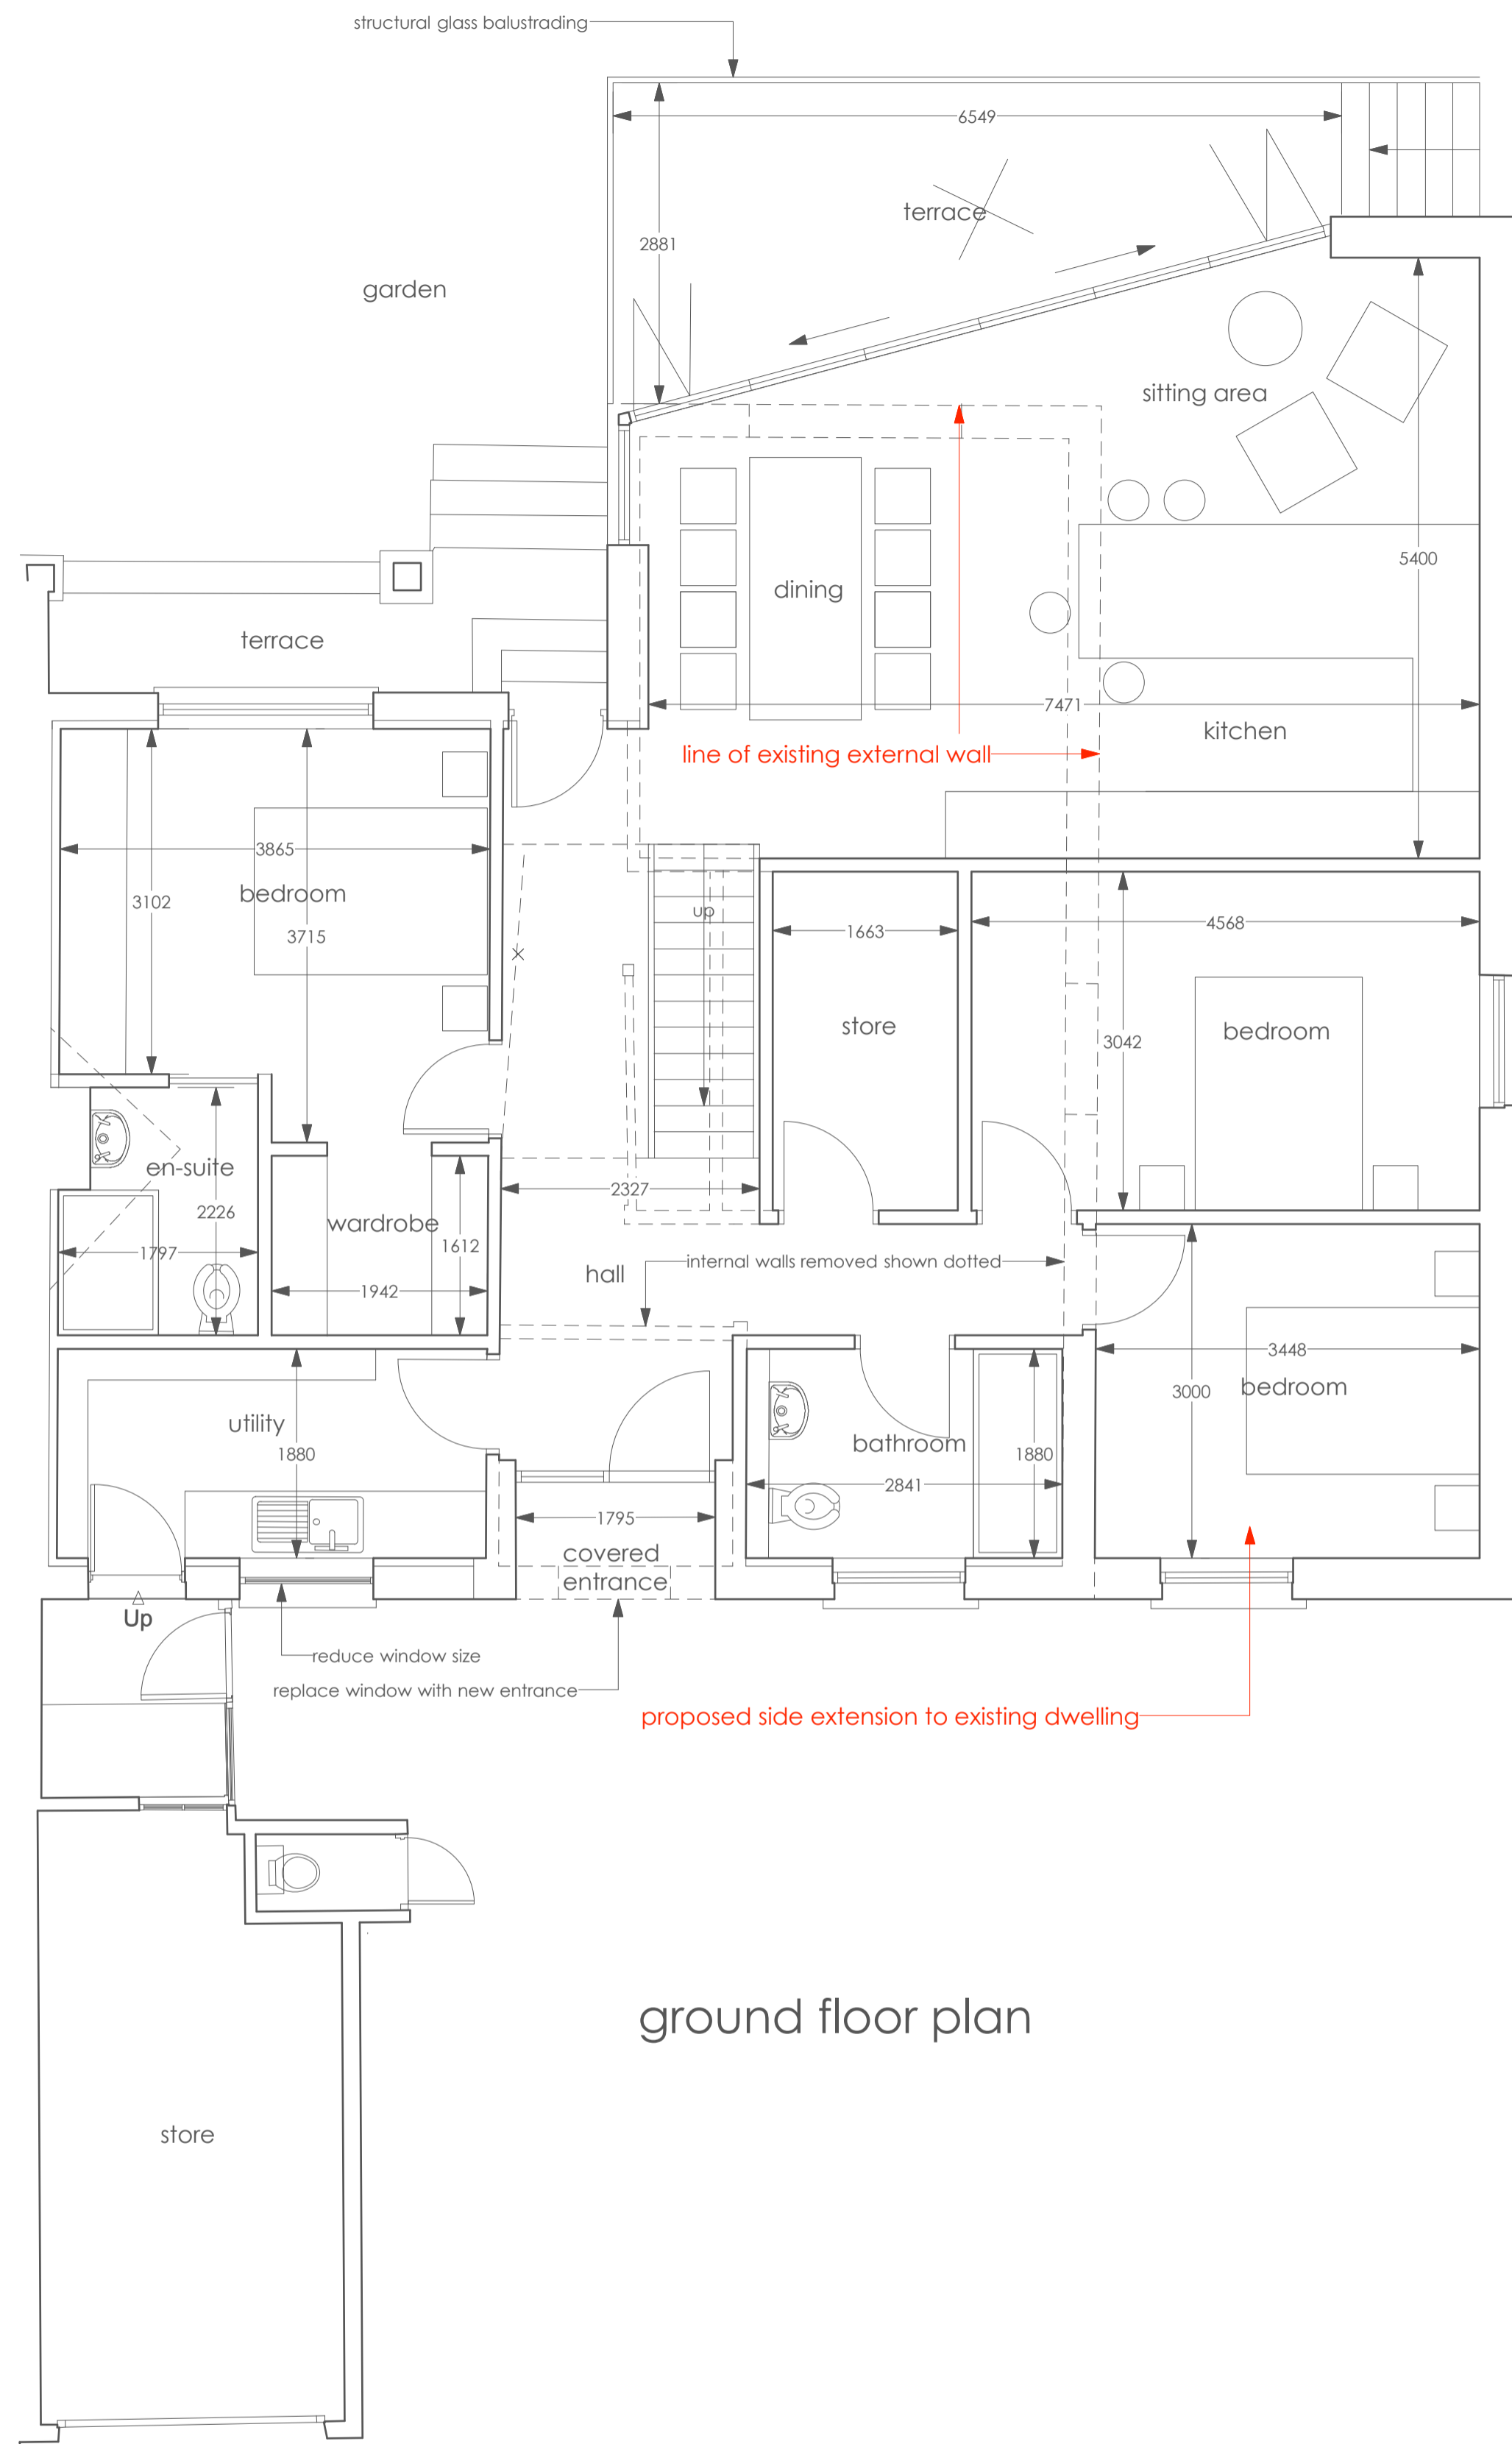 structural glass balustrading
6549
terrace
2881
garden
sitting area
5400
dining
terrace
7471
kitchen
line of existing external wall
3865
bedroom
3102
3715
up
1663
4568
store
bedroom
3042
en-suite
2226
wardrobe
1797
1612
1942
2327
hall
internal walls removed shown dotted
3448
3000
bedroom
utility
1880
bathroom
1880
2841
1795
covered
entrance
Up
reduce window size
replace window with new entrance
proposed side extension to existing dwelling
ground floor plan
store